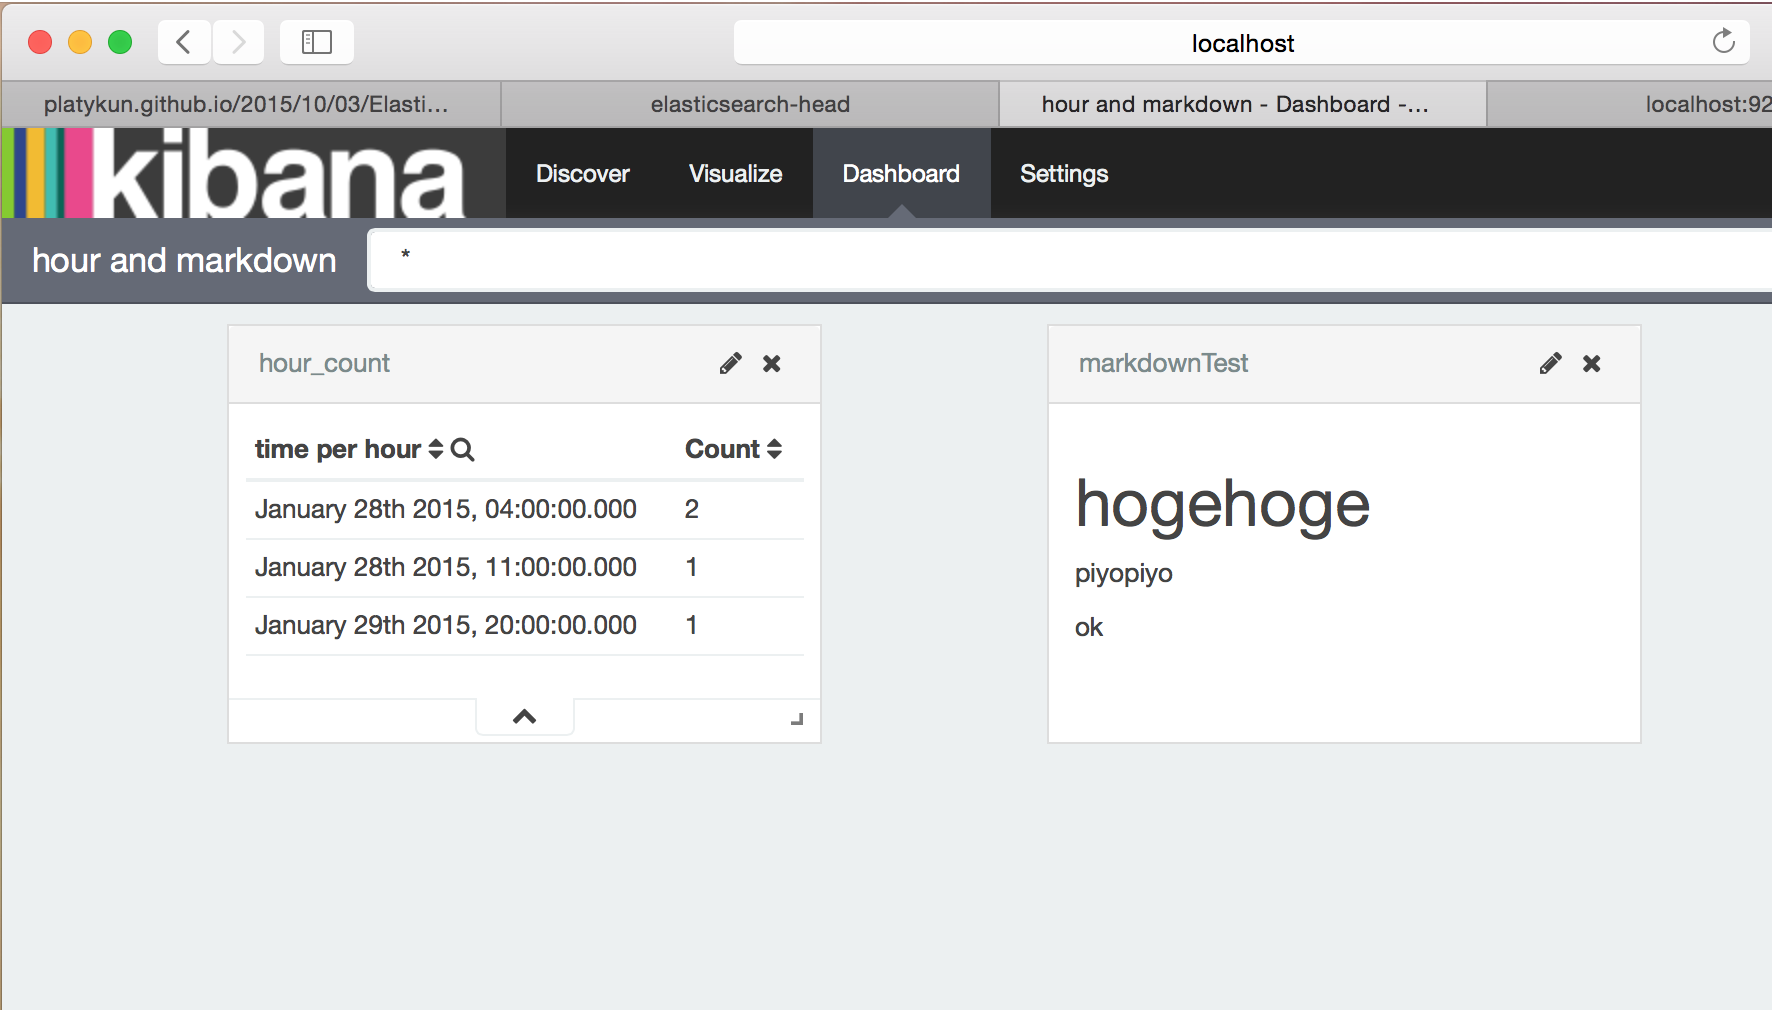 localhost
platykun.github.io/2015/10/03/Elasti... elasticsearch-head hour and markdown - Dashboard -... localhost:92
kibana Discover Visualize Dashboard Settings
hour and markdown *
hour_count
time per hour Count
January 28th 2015, 04:00:00.000 2
January 28th 2015, 11:00:00.000 1
January 29th 2015, 20:00:00.000 1
markdownTest
hogehoge
piyopiyo
ok